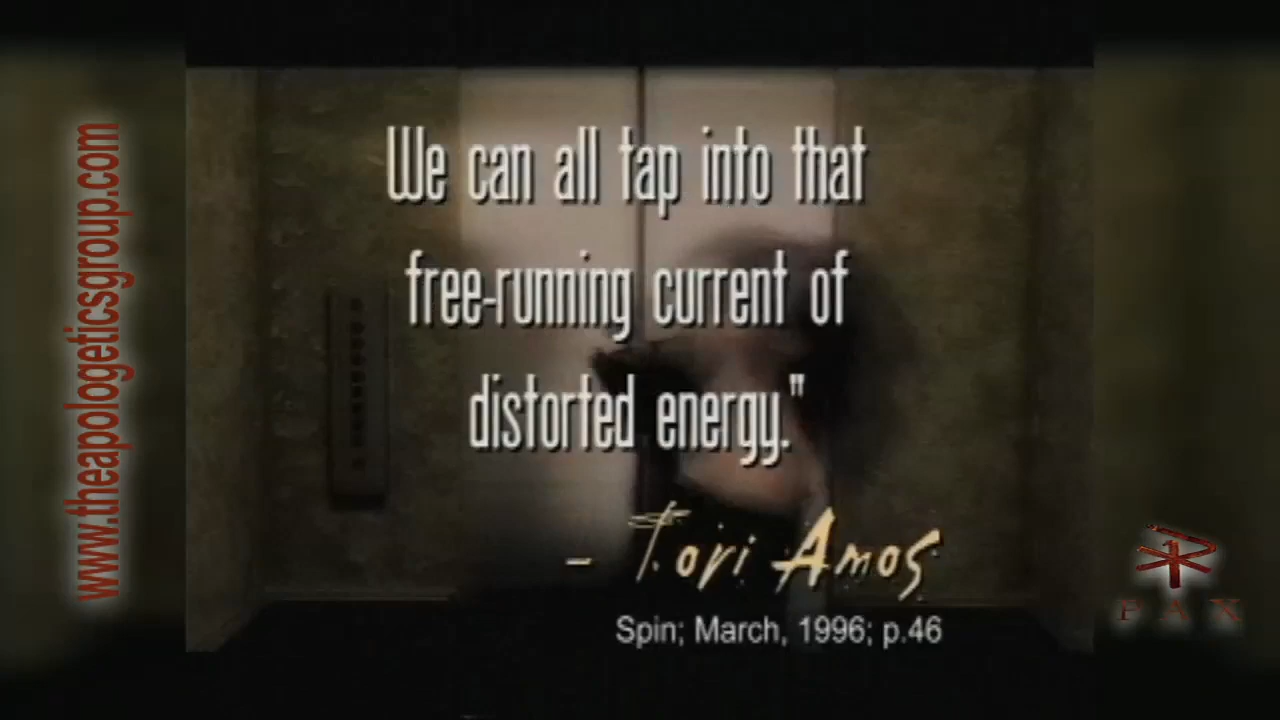 We can all tap into that
free-running current of
distorted energy."
– Tori Amos
Spin; March, 1996; p.46
www.theapologeticsgroup.com
PAX